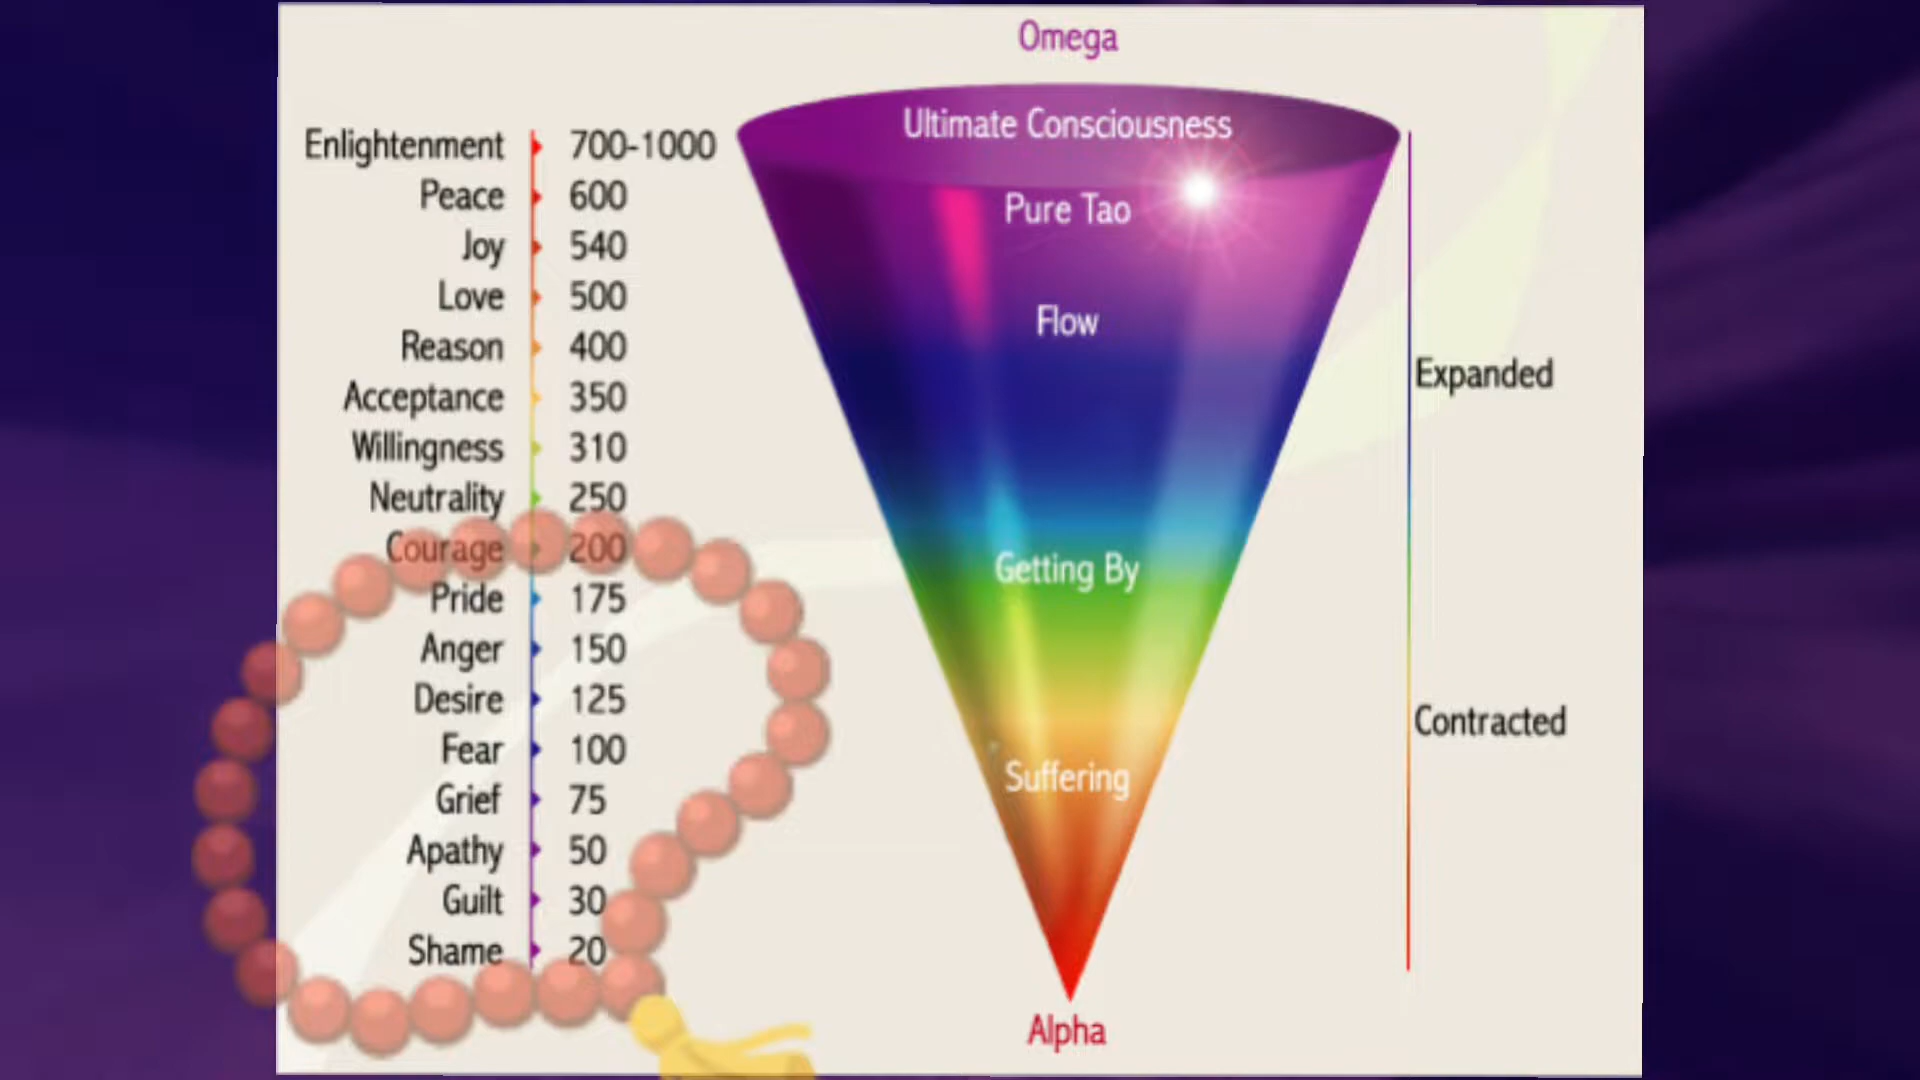 Omega
Ultimate Consciousness
Enlightenment 700-1000
Peace 600
Pure Tao
Joy 540
Love 500
Flow
Reason 400
Expanded
Acceptance 350
Willingness 310
Neutrality 250
Courage 200
Getting By
Pride 175
Anger 150
Desire 125
Contracted
Fear 100
Suffering
Grief 75
Apathy 50
Guilt 30
Shame 20
Alpha